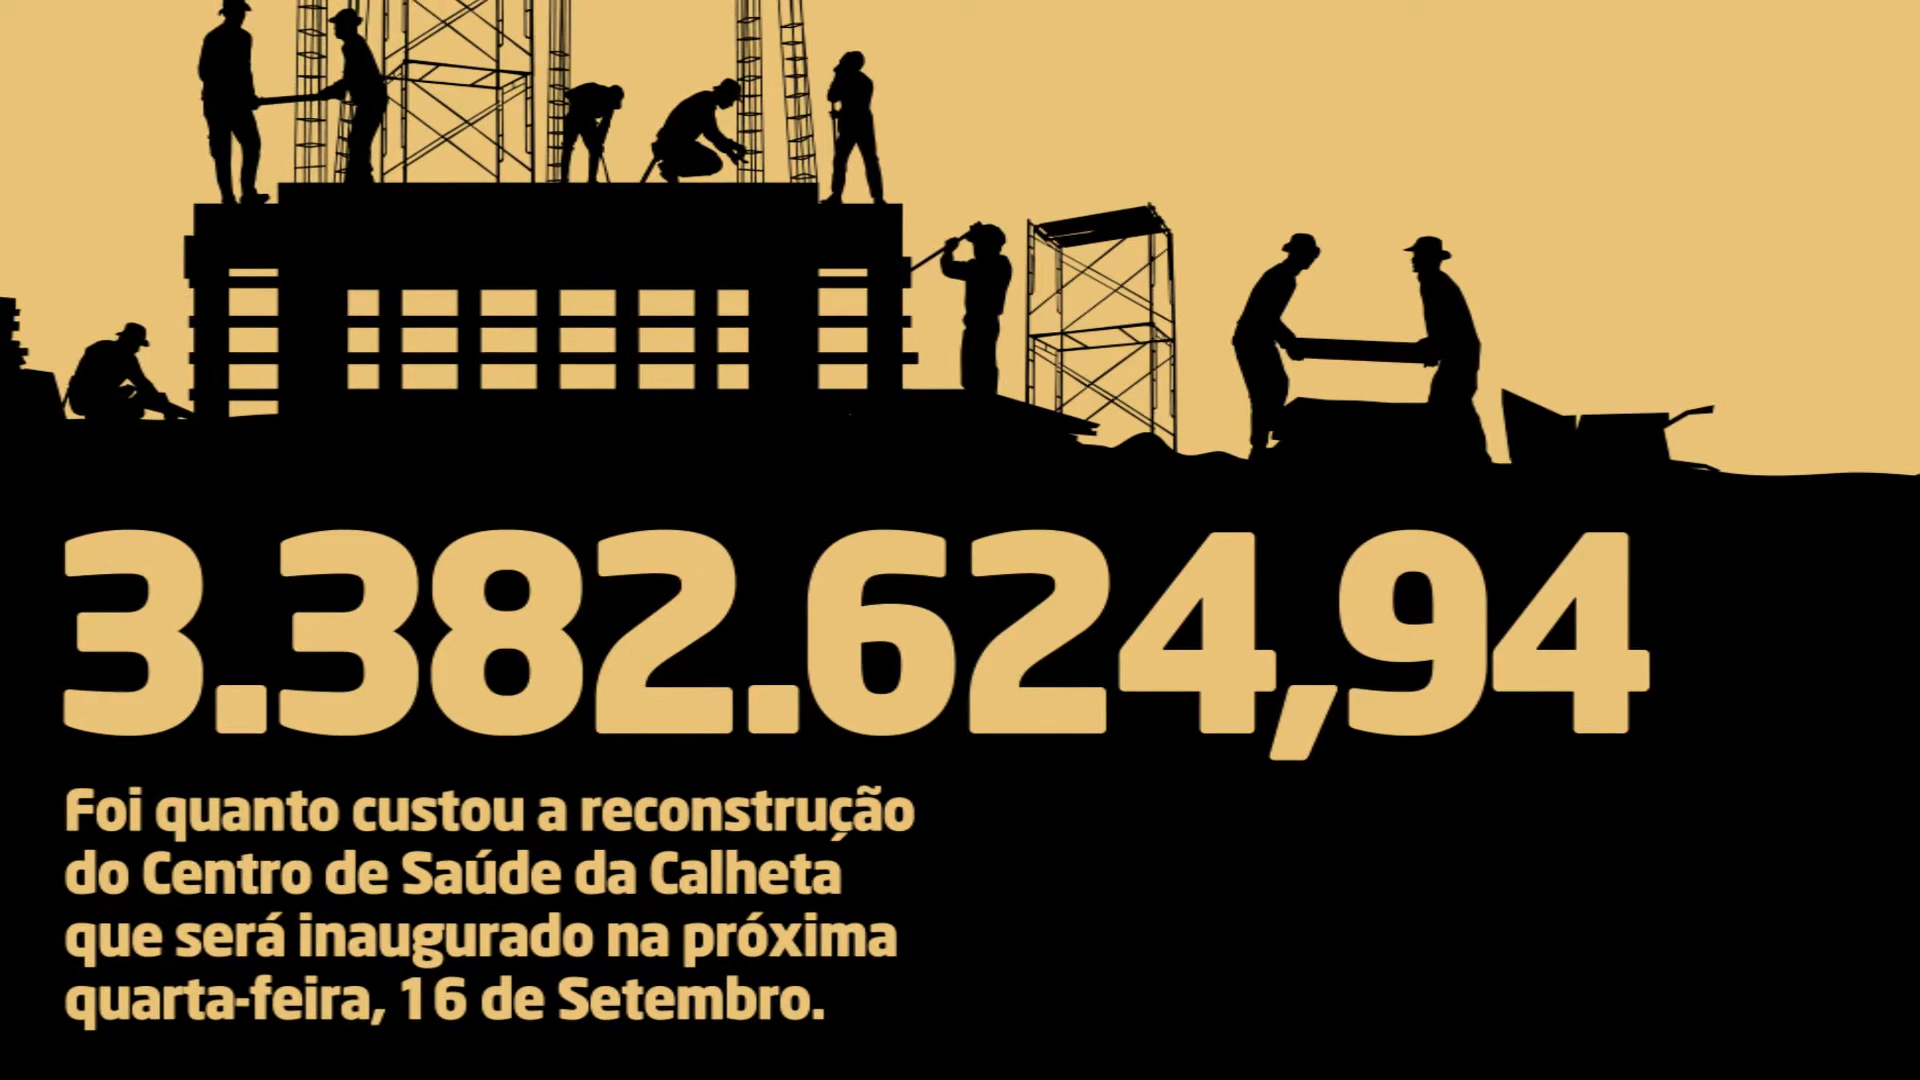 3.382.624,94
Foi quanto custou a reconstrução
do Centro de Saúde da Calheta
que será inaugurado na próxima
quarta-feira, 16 de Setembro.